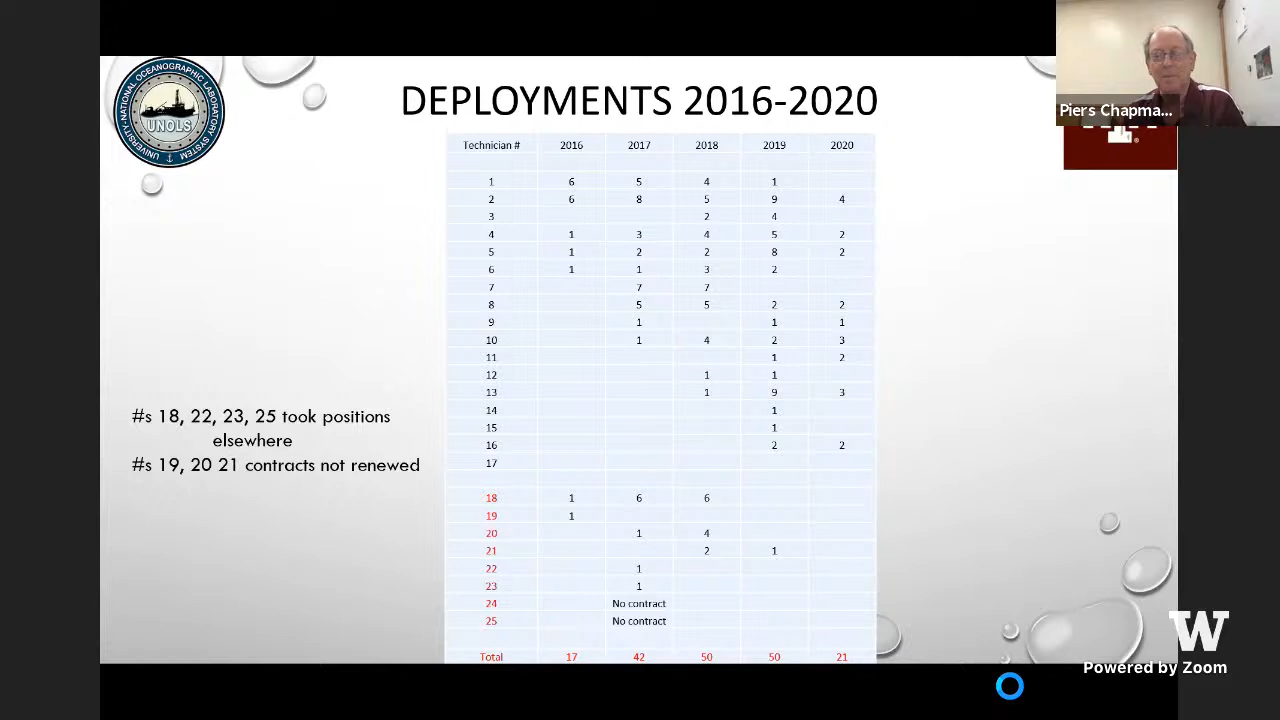 DEPLOYMENTS 2016-2020
UNIVERSITY-NATIONAL OCEANOGRAPHIC LABORATORY SYSTEM
UNOLS
Piers Chapma...
Technician # 2016 2017 2018 2019 2020
1 6 5 4 1
2 6 8 5 9 4
3 2 4
4 1 3 4 5 2
5 1 2 2 8 2
6 1 1 3 2
7 7 7
8 5 5 2 2
9 1 1 1
10 1 4 2 3
11 1 2
12 1 1
13 1 9 3
14 1
15 1
16 2 2
17
18 1 6 6
19 1
20 1 4
21 2 1
22 1
23 1
24 No contract
25 No contract
Total 17 42 50 50 21
#s 18, 22, 23, 25 took positions
elsewhere
#s 19, 20 21 contracts not renewed
W
Powered by Zoom